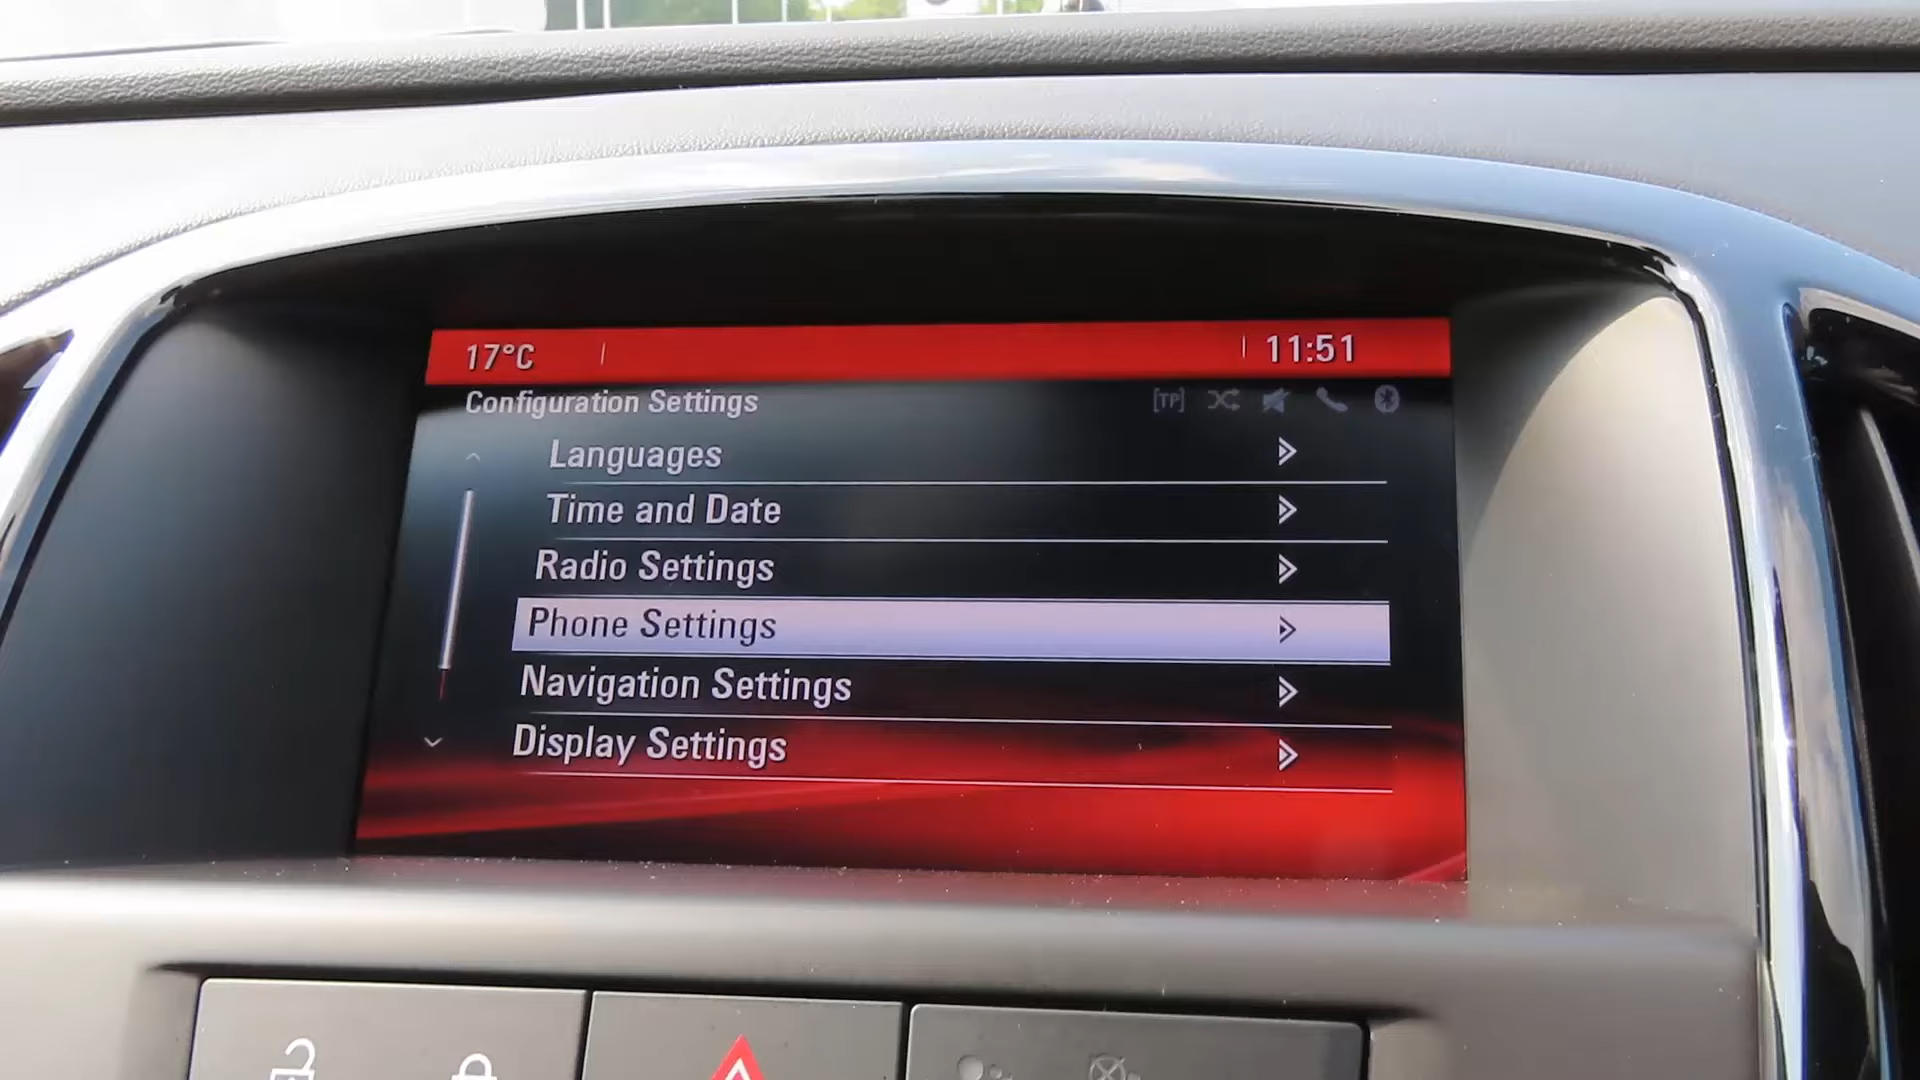 17°C 11:51
Configuration Settings [TP]
Languages
Time and Date
Radio Settings
Phone Settings
Navigation Settings
Display Settings